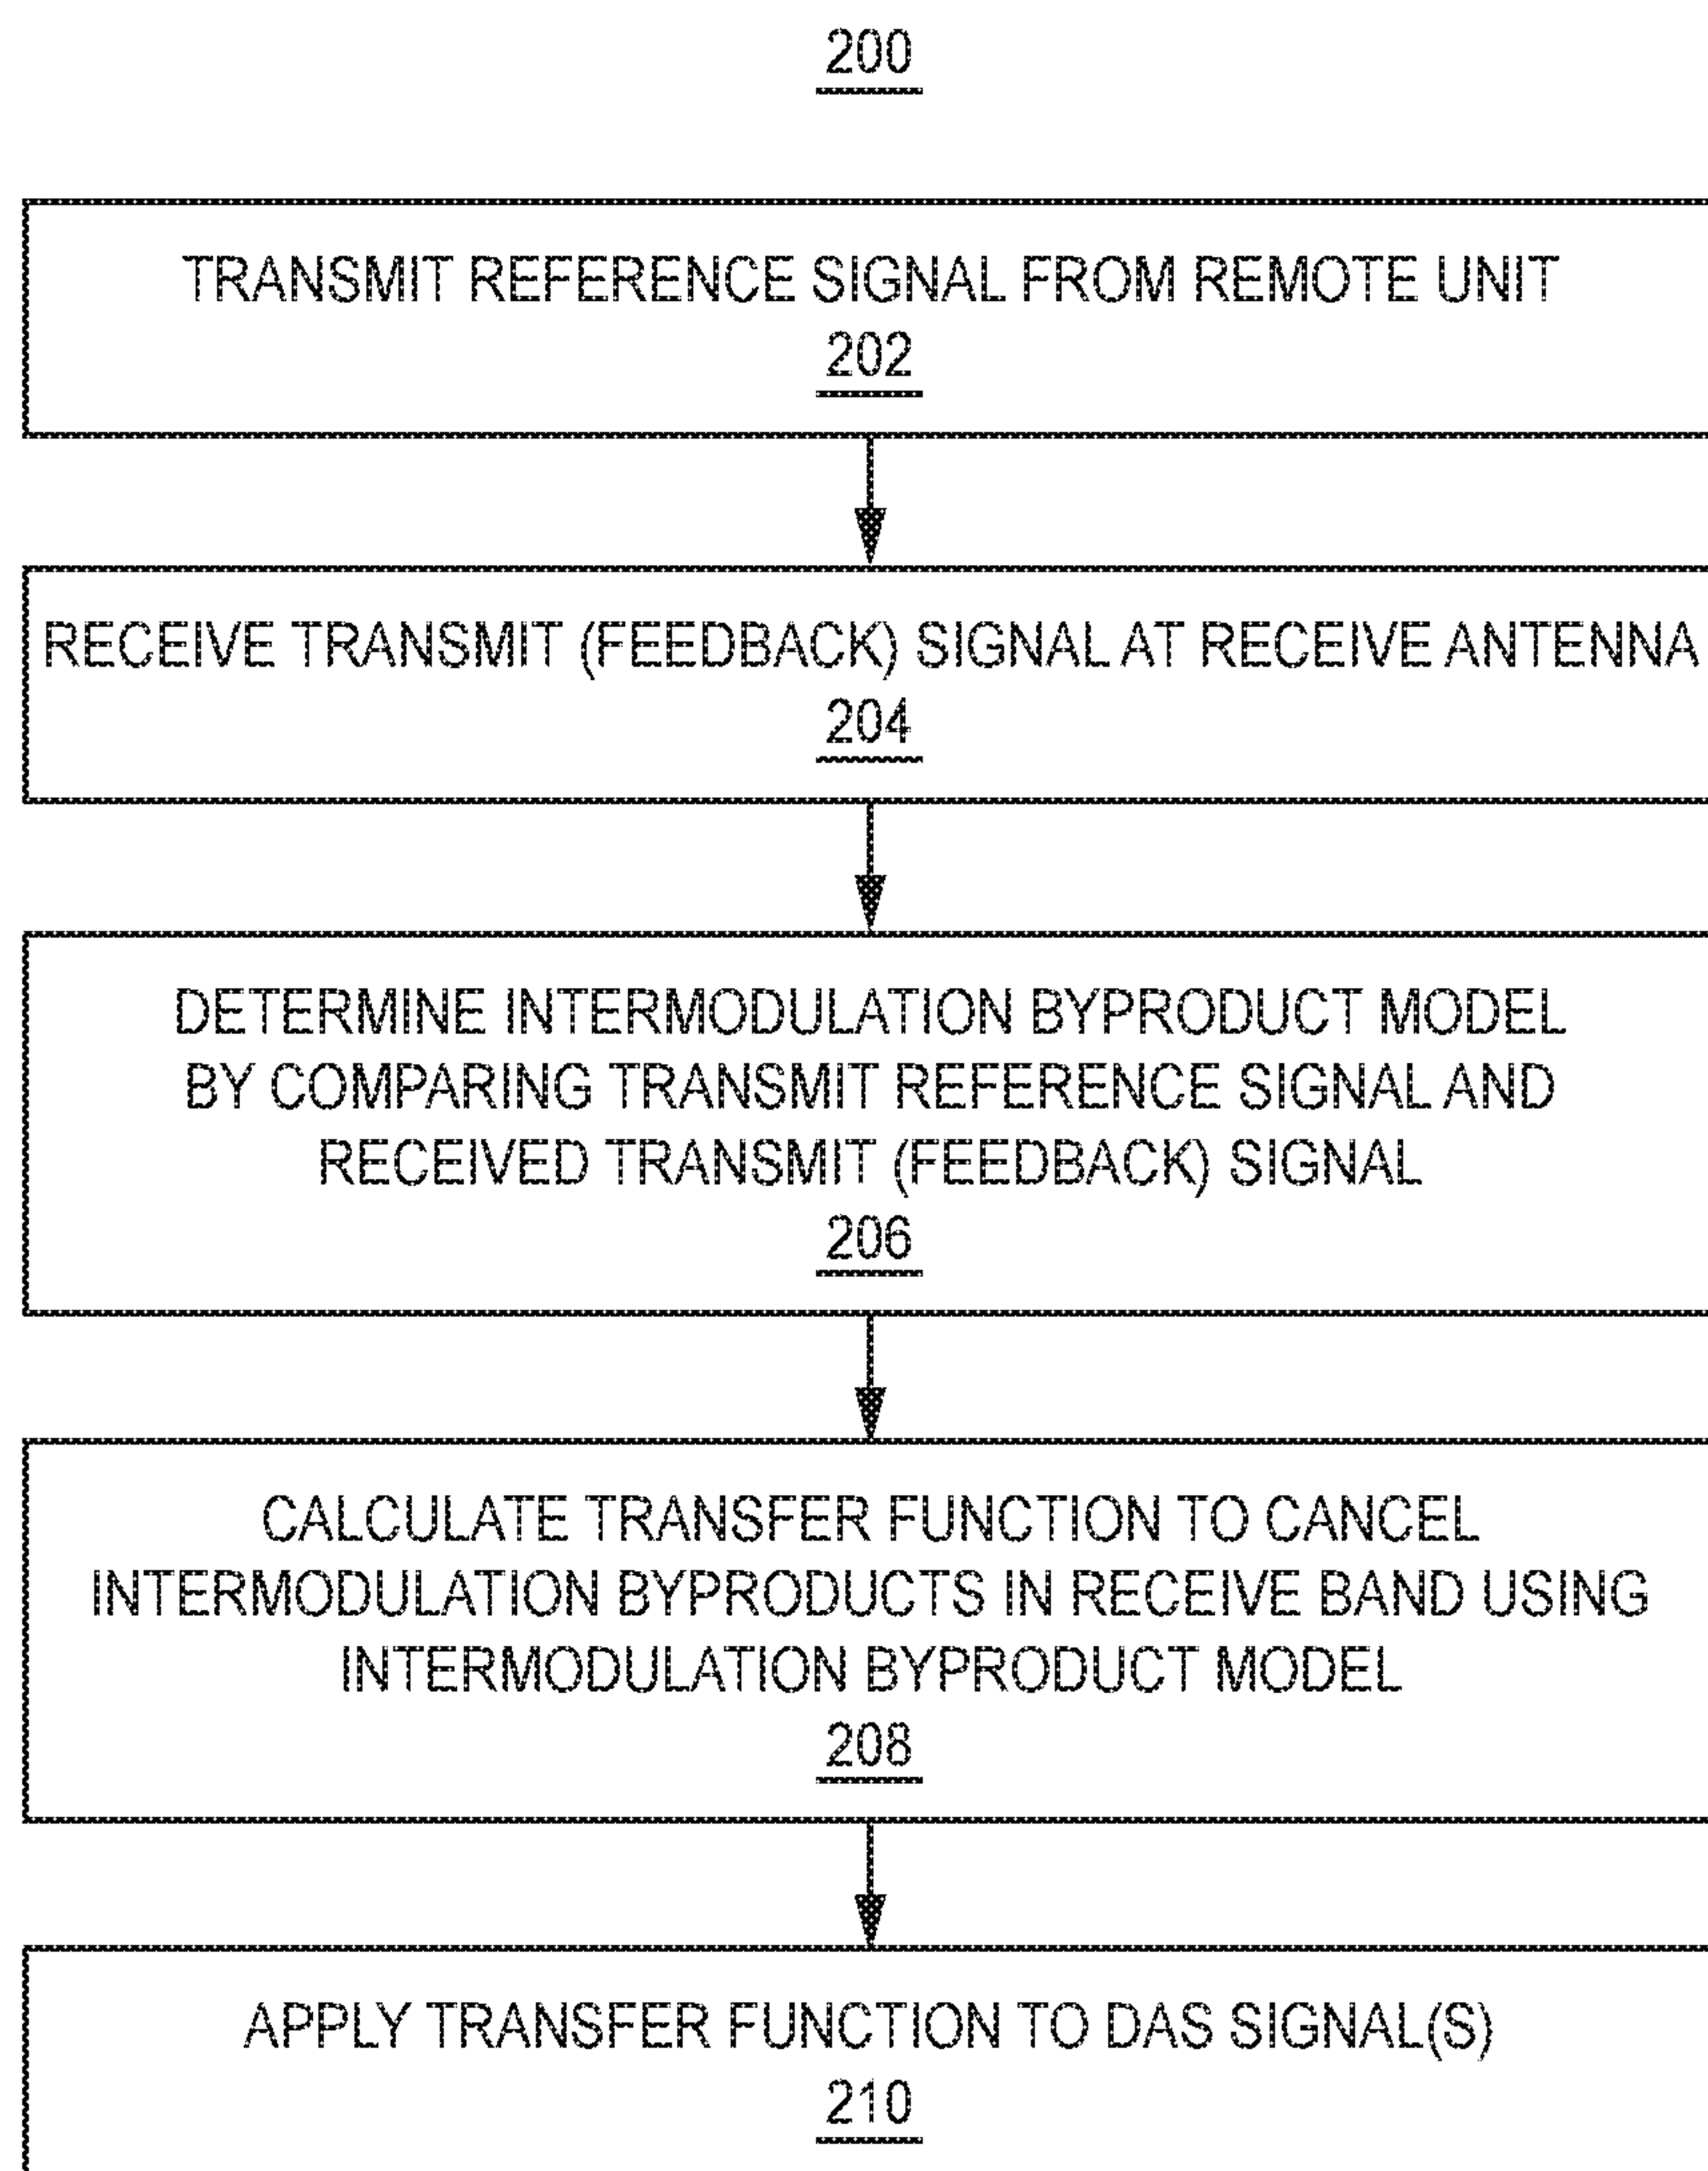 200
TRANSMIT REFERENCE SIGNAL FROM REMOTE UNIT
202
RECEIVE TRANSMIT (FEEDBACK) SIGNAL AT RECEIVE ANTENNA
204
DETERMINE INTERMODULATION BYPRODUCT MODEL
BY COMPARING TRANSMIT REFERENCE SIGNAL AND
RECEIVED TRANSMIT (FEEDBACK) SIGNAL
206
CALCULATE TRANSFER FUNCTION TO CANCEL
INTERMODULATION BYPRODUCTS IN RECEIVE BAND USING
INTERMODULATION BYPRODUCT MODEL
208
APPLY TRANSFER FUNCTION TO DAS SIGNAL(S)
210